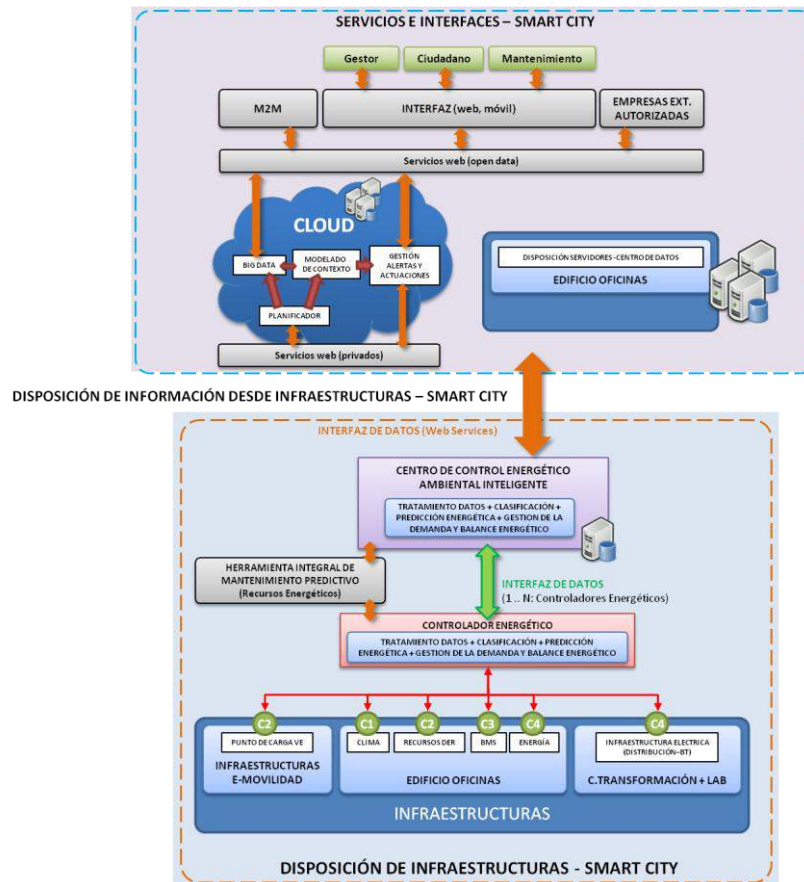 SERVICIOS E INTERFACES – SMART CITY
Gestor
Ciudadano
Mantenimiento
M2M
INTERFAZ (web, móvil)
EMPRESAS EXT.
AUTORIZADAS
Servicios web (open data)
CLOUD
BIG DATA
MODELADO
DE CONTEXTO
GESTIÓN
ALERTAS Y
ACTUACIONES
PLANIFICADOR
Servicios web (privados)
DISPOSICIÓN SERVIDORES -CENTRO DE DATOS
EDIFICIO OFICINAS
DISPOSICIÓN DE INFORMACIÓN DESDE INFRAESTRUCTURAS – SMART CITY
INTERFAZ DE DATOS (Web Services)
CENTRO DE CONTROL ENERGÉTICO
AMBIENTAL INTELIGENTE
TRATAMIENTO DATOS + CLASIFICACIÓN +
PREDICCIÓN ENERGÉTICA + GESTION DE LA
DEMANDA Y BALANCE ENERGÉTICO
HERRAMIENTA INTEGRAL DE
MANTENIMIENTO PREDICTIVO
(Recursos Energéticos)
INTERFAZ DE DATOS
(1 .. N: Controladores Energéticos)
CONTROLADOR ENERGÉTICO
TRATAMIENTO DATOS + CLASIFICACIÓN + PREDICCIÓN
ENERGÉTICA + GESTION DE LA DEMANDA Y BALANCE ENERGÉTICO
C2
C1
C2
C3
C4
C4
PUNTO DE CARGA VE
CLIMA
RECURSOS DER
BMS
ENERGÍA
INFRAESTRUCTURA ELECTRICA
(DISTRIBUCIÓN–BT)
INFRAESTRUCTURAS
E-MOVILIDAD
EDIFICIO OFICINAS
C.TRANSFORMACIÓN + LAB
INFRAESTRUCTURAS
DISPOSICIÓN DE INFRAESTRUCTURAS - SMART CITY